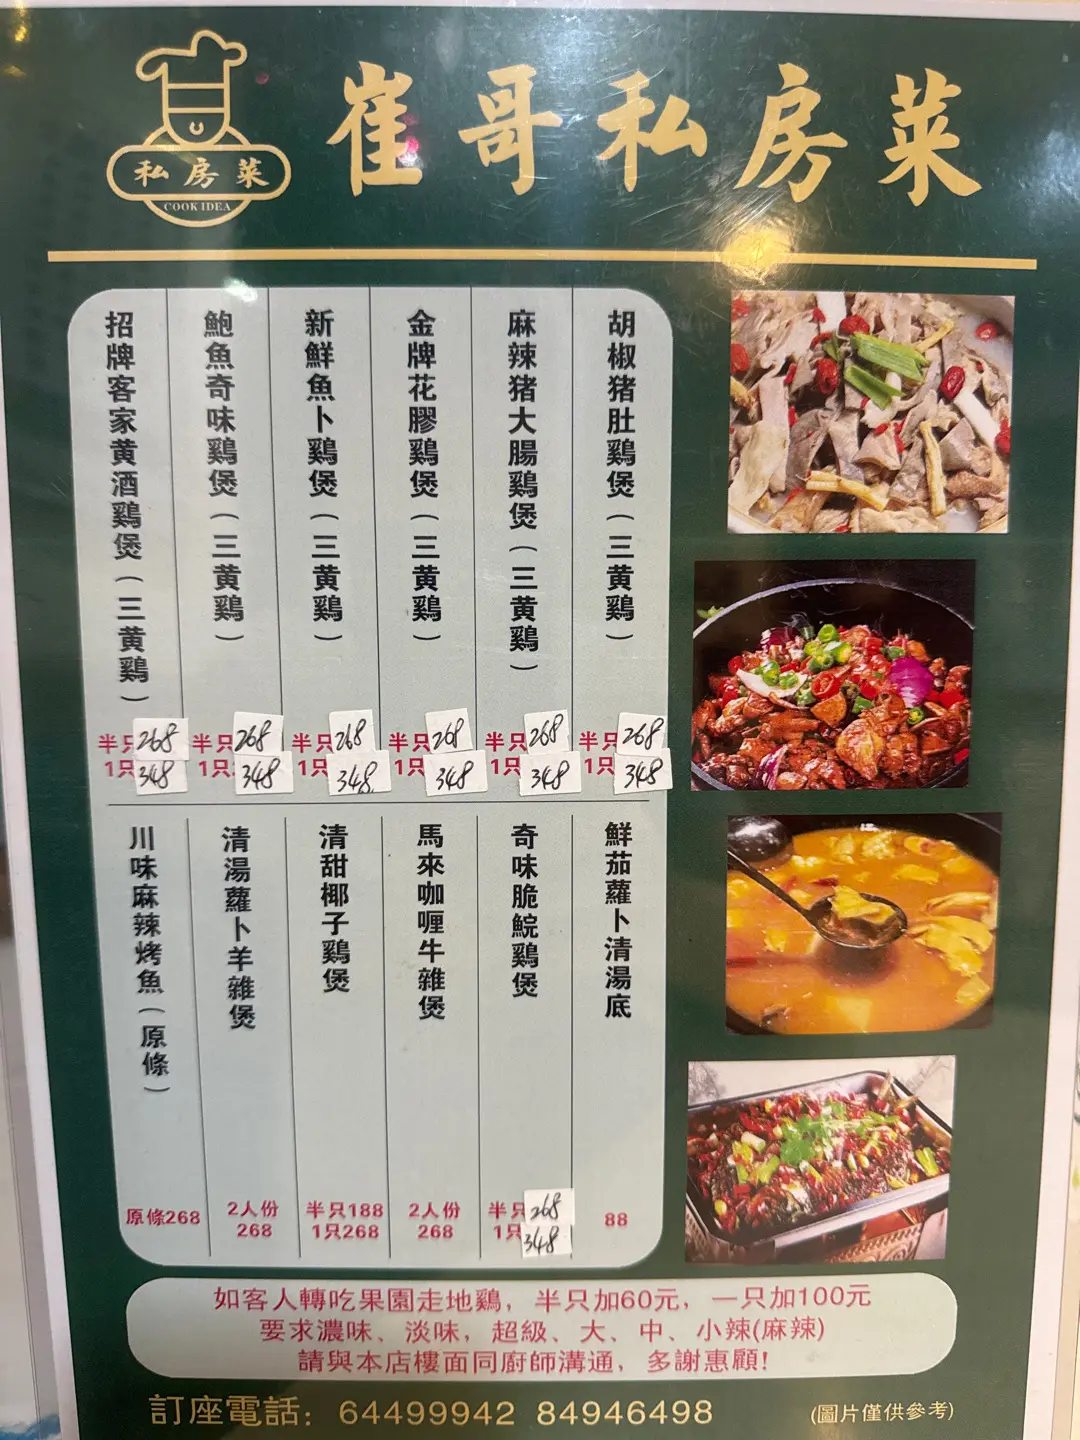 私房菜
COOK IDEA
崔哥私房菜
胡椒猪肚鷄煲（三黄鷄）
半只268
1只348
麻辣猪大腸鷄煲（三黄鷄）
半只268
1只348
金牌花膠鷄煲（三黄鷄）
半只268
1只348
新鮮魚卜鷄煲（三黄鷄）
半只268
1只348
鮑魚奇味鷄煲（三黄鷄）
半只268
1只348
招牌客家黄酒鷄煲（三黄鷄）
半只268
1只348
鮮茄蘿卜清湯底
88
奇味脆鯇鷄煲
半只268
1只348
馬來咖喱牛雜煲
2人份
268
清甜椰子鷄煲
半只188
1只268
清湯蘿卜羊雜煲
2人份
268
川味麻辣烤魚（原條）
原條268
如客人轉吃果園走地鷄，半只加60元，一只加100元
要求濃味、淡味，超級、大、中、小辣(麻辣)
請與本店樓面同廚師溝通，多謝惠顧!
訂座電話：64499942 84946498
(圖片僅供參考)